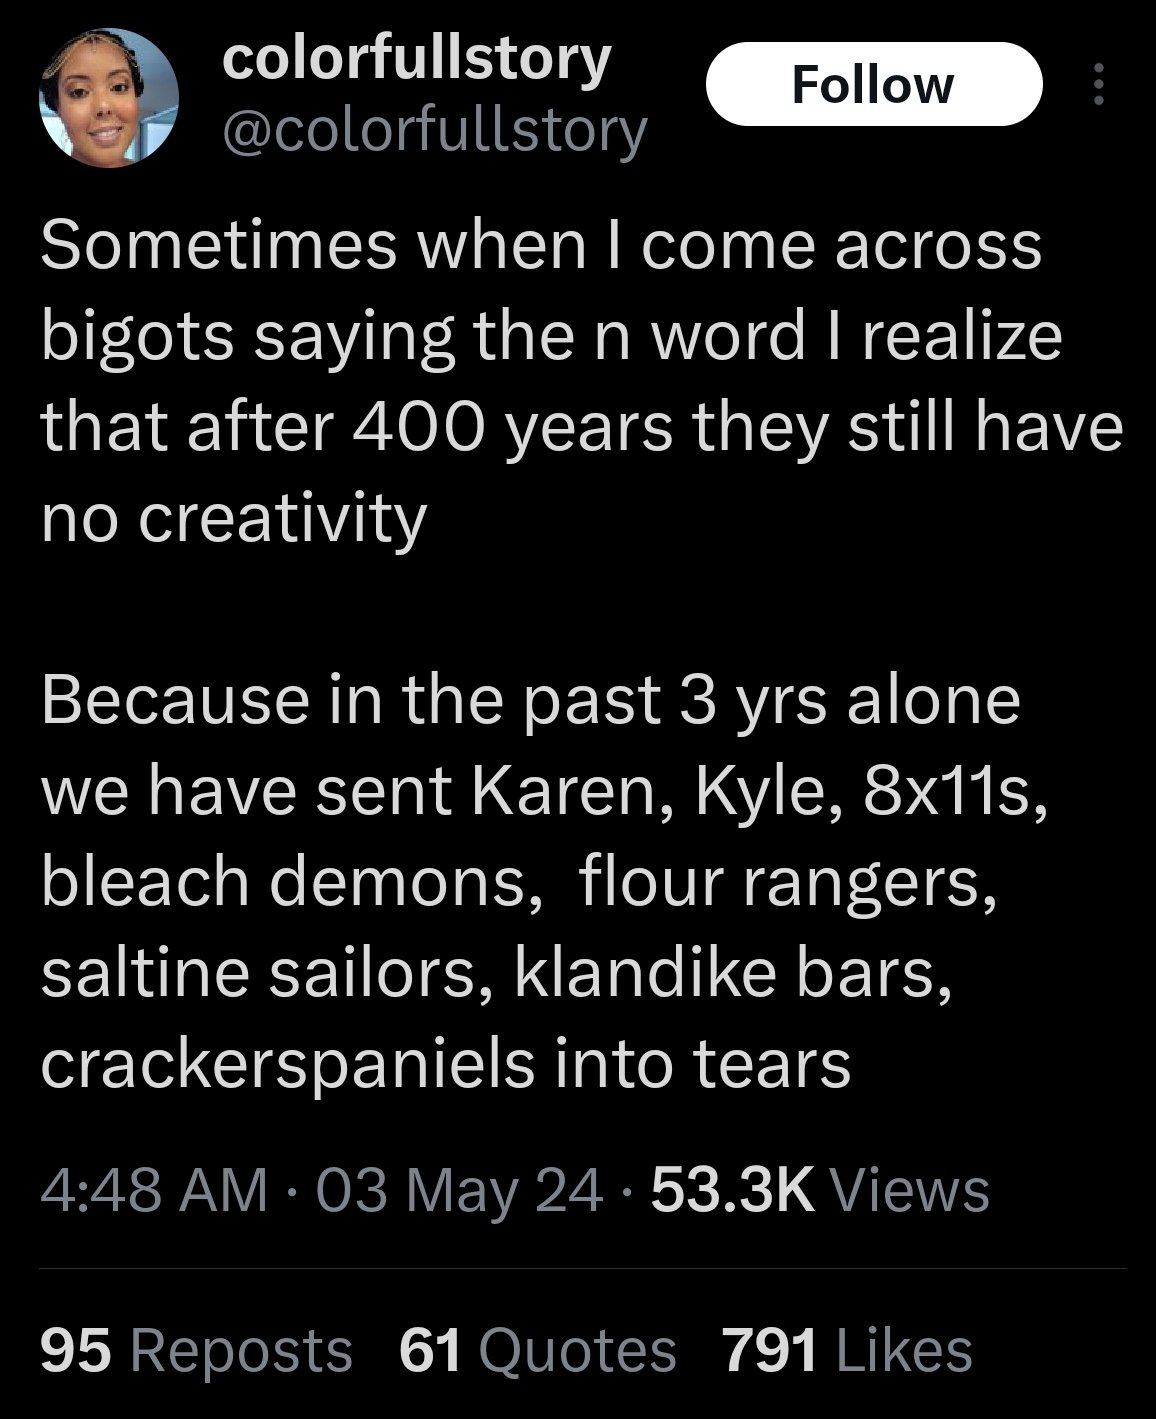 colorfullstory
Follow
@colorfullstory
Sometimes when I come across
bigots saying the n word I realize
that after 400 years they still have
no creativity
Because in the past 3 yrs alone
we have sent Karen, Kyle, 8x11s,
bleach demons,  flour rangers,
saltine sailors, klandike bars,
crackerspaniels into tears
4:48 AM · 03 May 24 · 53.3K Views
95 Reposts 61 Quotes 791 Likes